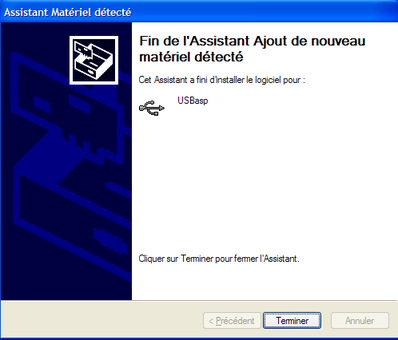 Assistant Matériel détecté
Fin de l'Assistant Ajout de nouveau
matériel détecté
Cet Assistant a fini d'installer le logiciel pour :
USBasp
Cliquer sur Terminer pour fermer l'Assistant.
< Précédent Terminer Annuler